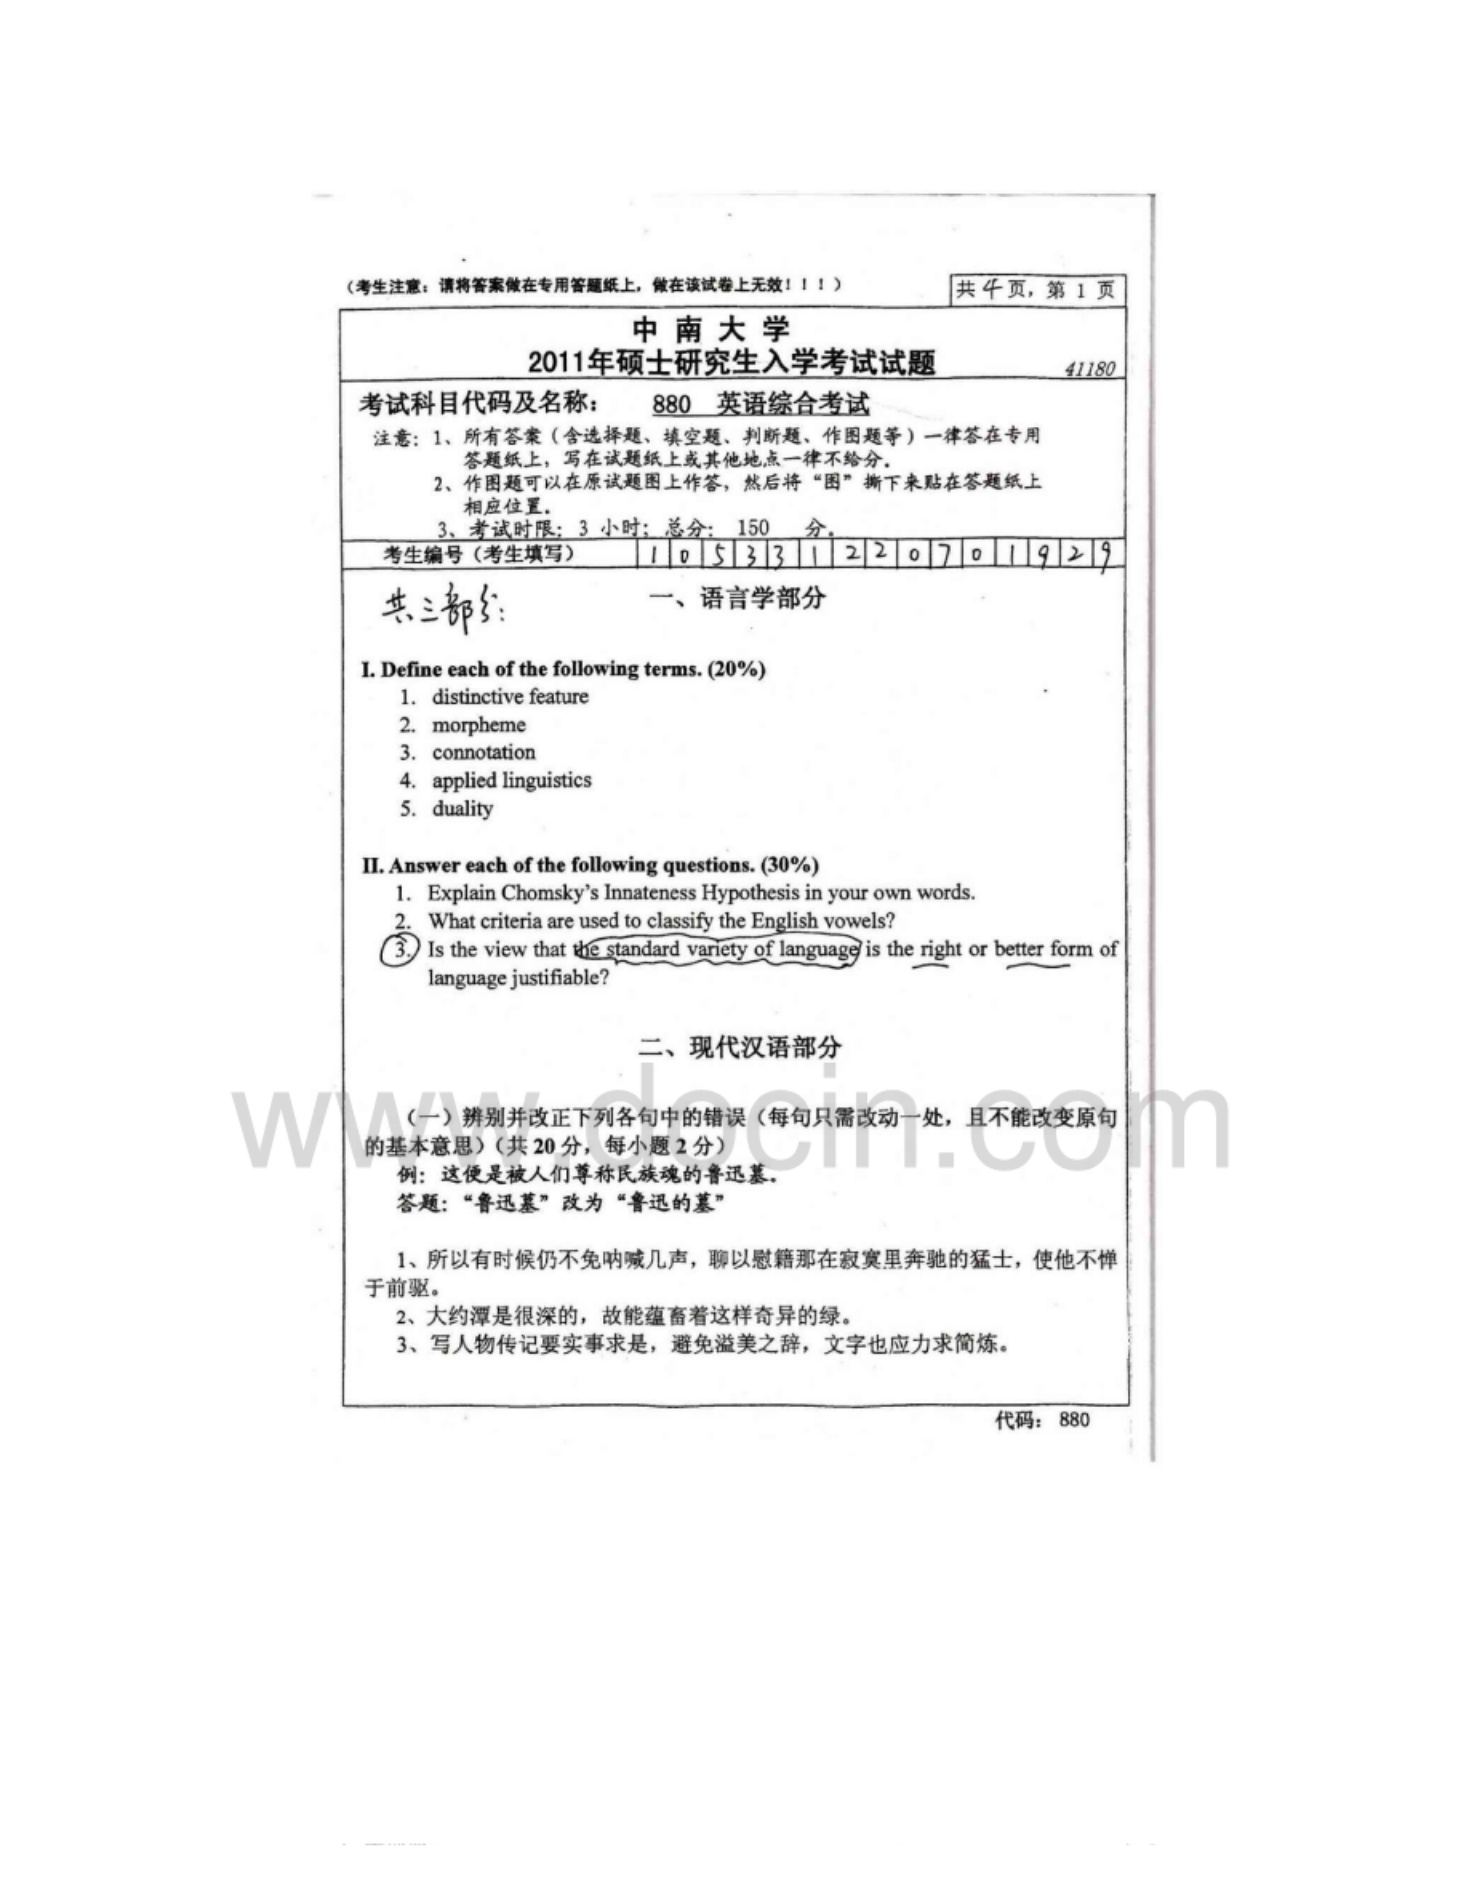 （考生注意：请将答案做在专用答题纸上，做在该试卷上无效！！！）
共 4 页，第 1 页
中 南 大 学
2011年硕士研究生入学考试试题
41180
考试科目代码及名称： 880 英语综合考试
注意：1、所有答案（含选择题、填空题、判断题、作图题等）一律答在专用
答题纸上，写在试题纸上或其他地点一律不给分。
2、作图题可以在原试题图上作答，然后将“图”撕下来贴在答题纸上
相应位置。
3、考试时限：3 小时；总分： 150 分。
考生编号（考生填写） 1 0 5 3 3 1 2 2 0 7 0 1 9 2 9
共三部分：
一、语言学部分
I. Define each of the following terms. (20%)
1. distinctive feature
2. morpheme
3. connotation
4. applied linguistics
5. duality
II. Answer each of the following questions. (30%)
1. Explain Chomsky's Innateness Hypothesis in your own words.
2. What criteria are used to classify the English vowels?
3. Is the view that the standard variety of language is the right or better form of
language justifiable?
二、现代汉语部分
www.docin.com
（一）辨别并改正下列各句中的错误（每句只需改动一处，且不能改变原句
的基本意思）（共 20 分，每小题 2 分）
例：这便是被人们尊称民族魂的鲁迅墓。
答题：“鲁迅墓”改为“鲁迅的墓”
1、所以有时候仍不免呐喊几声，聊以慰籍那在寂寞里奔驰的猛士，使他不惮
于前驱。
2、大约潭是很深的，故能蕴畜着这样奇异的绿。
3、写人物传记要实事求是，避免溢美之辞，文字也应力求简炼。
代码： 880